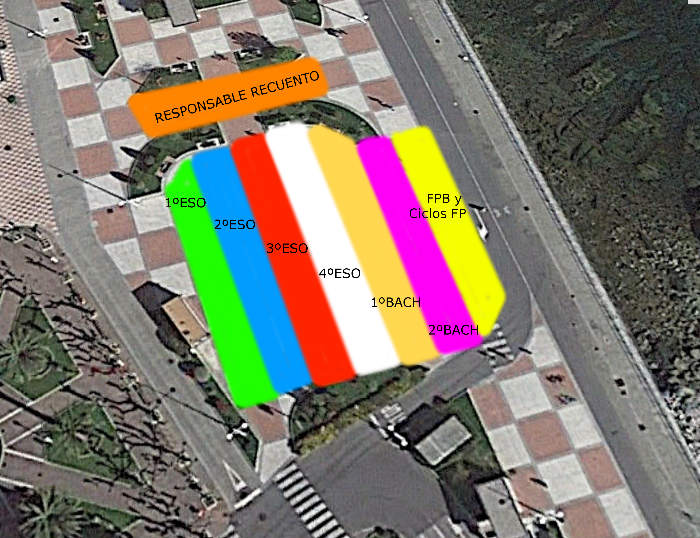 RESPONSABLE RECUENTO
1ºESO
2ºESO
3ºESO
4ºESO
1ºBACH
2ºBACH
FPB y
Ciclos FP